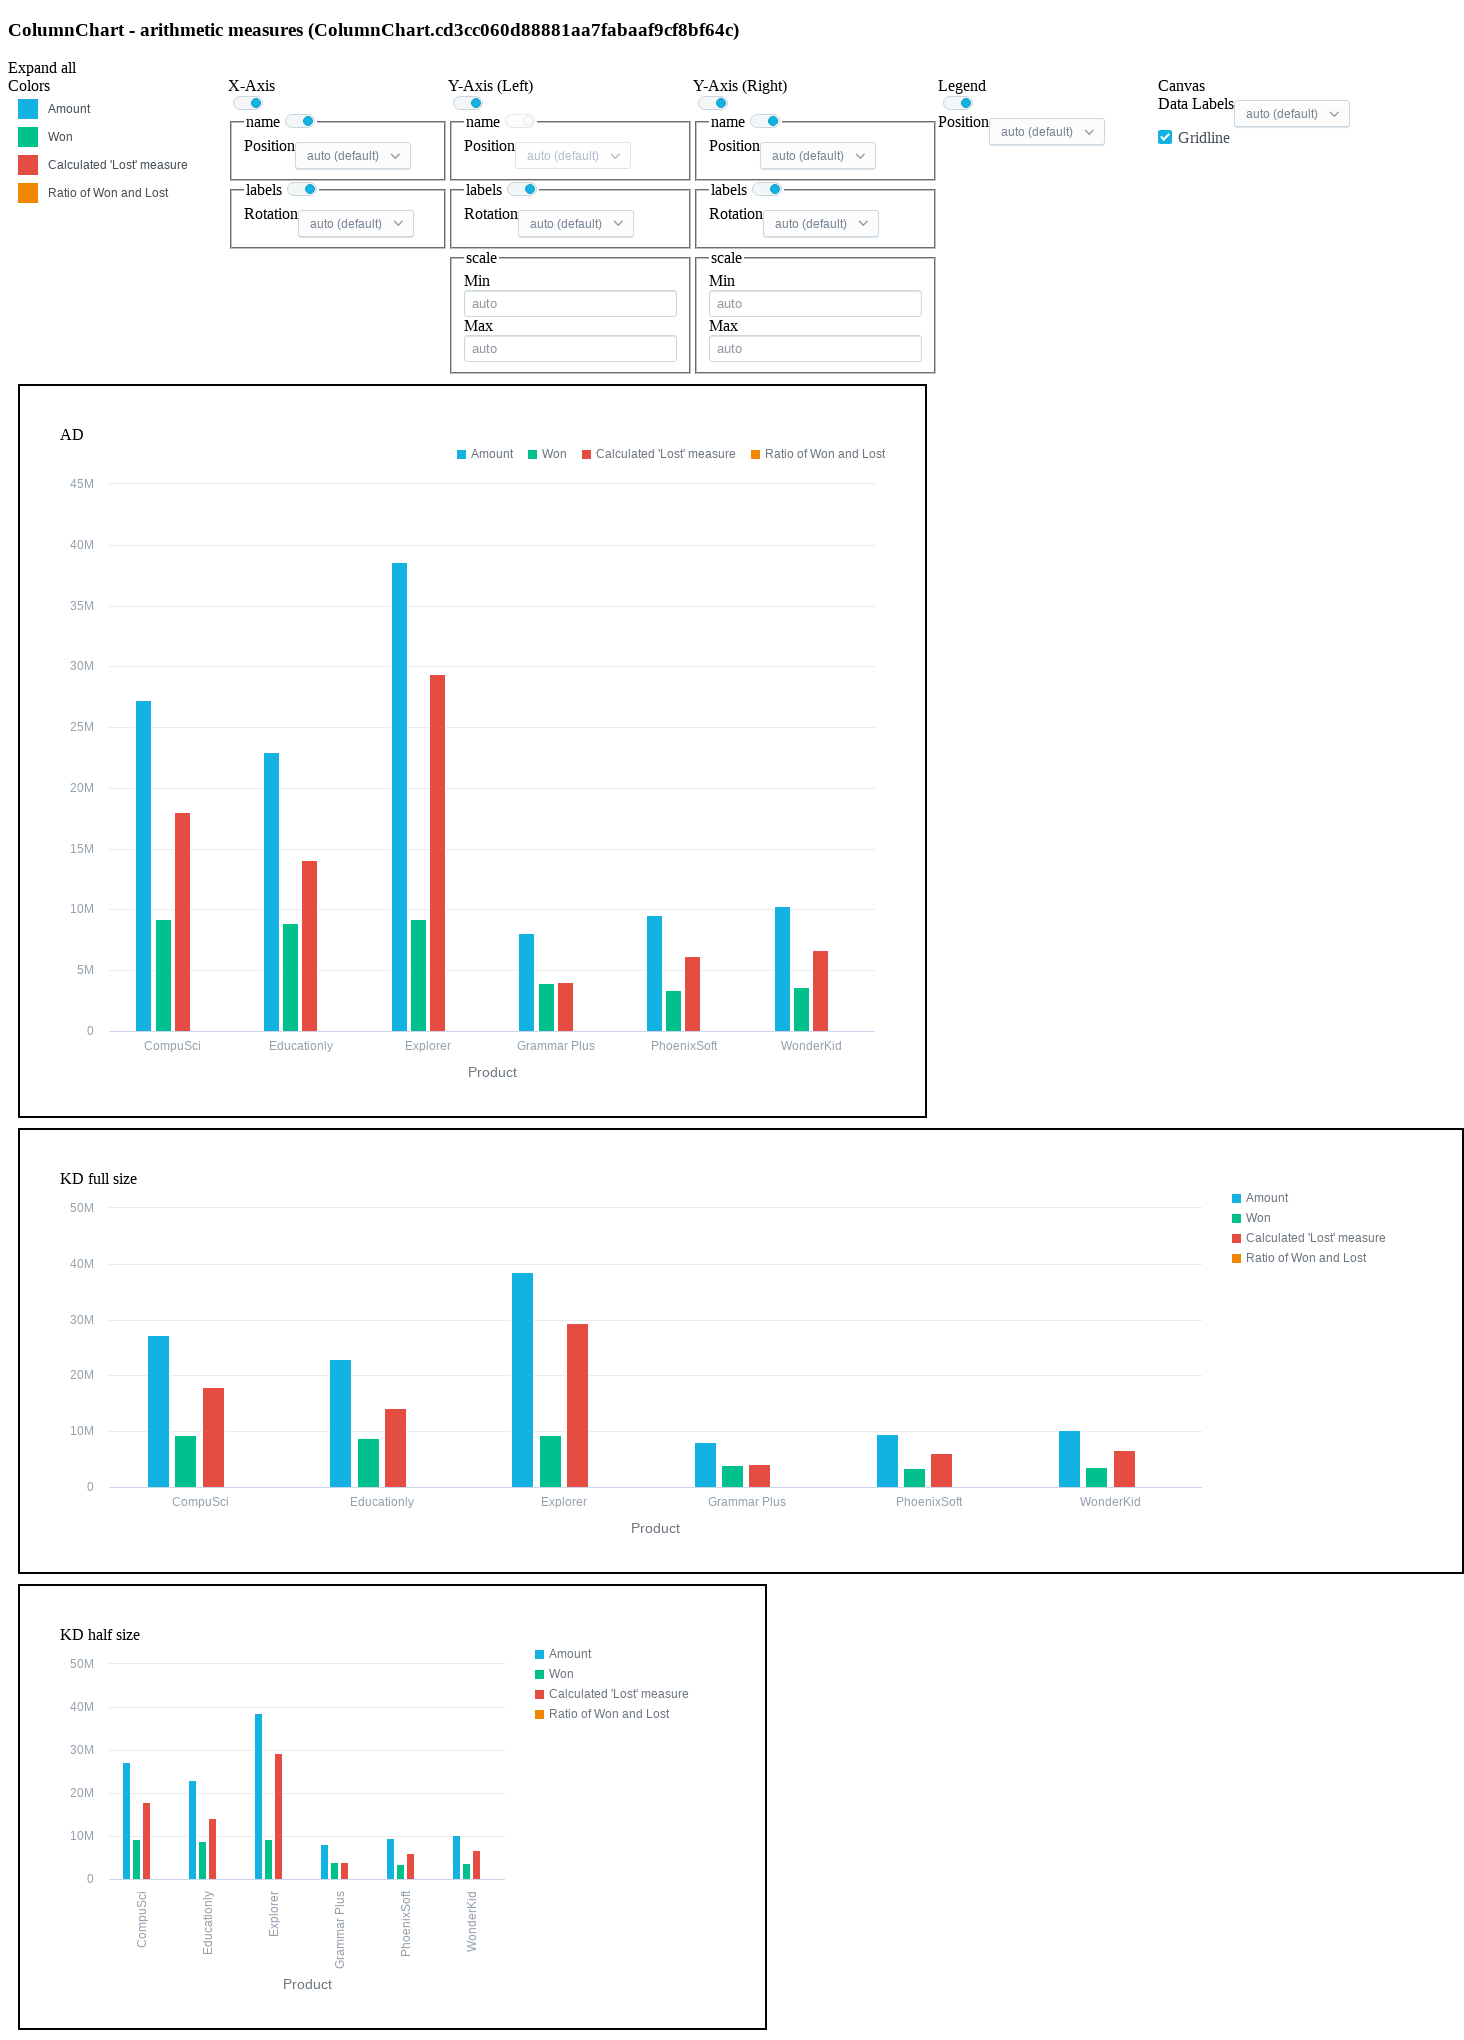 ColumnChart - arithmetic measures (ColumnChart.cd3cc060d88881aa7fabaaf9cf8bf64c)
Expand all
Colors
Amount
Won
Calculated 'Lost' measure
Ratio of Won and Lost
X-Axis
name
Position auto (default)
labels
Rotation auto (default)
Y-Axis (Left)
name
Position auto (default)
labels
Rotation auto (default)
scale
Min
auto
Max
auto
Y-Axis (Right)
name
Position auto (default)
labels
Rotation auto (default)
scale
Min
auto
Max
auto
Legend
Position auto (default)
Canvas
Data Labels auto (default)
Gridline
AD
Amount Won Calculated 'Lost' measure Ratio of Won and Lost
45M
40M
35M
30M
25M
20M
15M
10M
5M
0
CompuSci Educationly Explorer Grammar Plus PhoenixSoft WonderKid
Product
KD full size
50M
40M
30M
20M
10M
0
CompuSci Educationly Explorer Grammar Plus PhoenixSoft WonderKid
Product
Amount
Won
Calculated 'Lost' measure
Ratio of Won and Lost
KD half size
50M
40M
30M
20M
10M
0
CompuSci
Educationly
Explorer
Grammar Plus
PhoenixSoft
WonderKid
Product
Amount
Won
Calculated 'Lost' measure
Ratio of Won and Lost